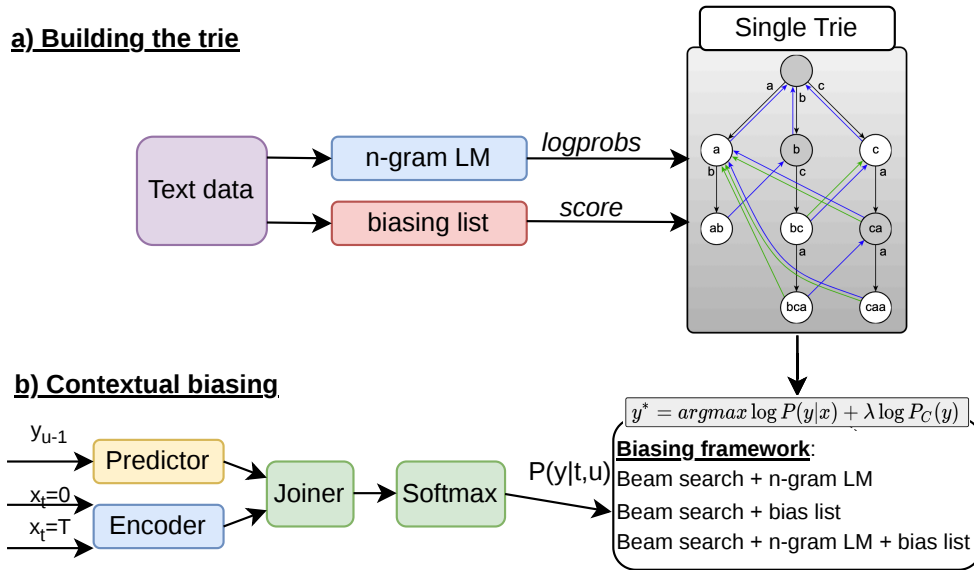 a) Building the trie
Single Trie
Text data
n-gram LM
logprobs
biasing list
score
a
b
c
a
b
c
b
c
a
ab
bc
ca
a
a
bca
caa
b) Contextual biasing
y* = argmax log P(y|x) + λ log P_C(y)
y_{u-1}
Predictor
x_t=0
Encoder
x_t=T
Joiner
Softmax
P(y|t,u)
Biasing framework:
Beam search + n-gram LM
Beam search + bias list
Beam search + n-gram LM + bias list